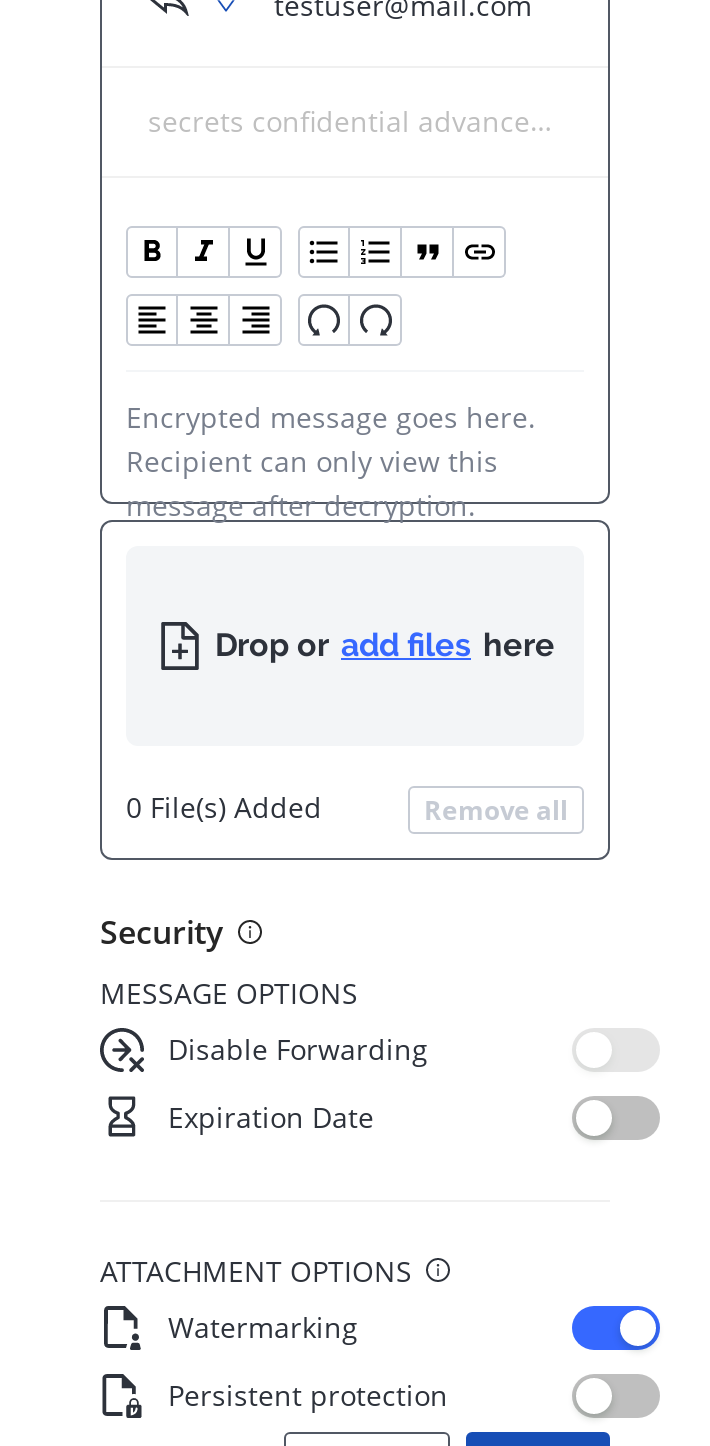 testuser@mail.com
secrets confidential advance...
B I U
Encrypted message goes here.
Recipient can only view this
message after decryption.
Drop or add files here
0 File(s) Added Remove all
Security
MESSAGE OPTIONS
Disable Forwarding
Expiration Date
ATTACHMENT OPTIONS
Watermarking
Persistent protection